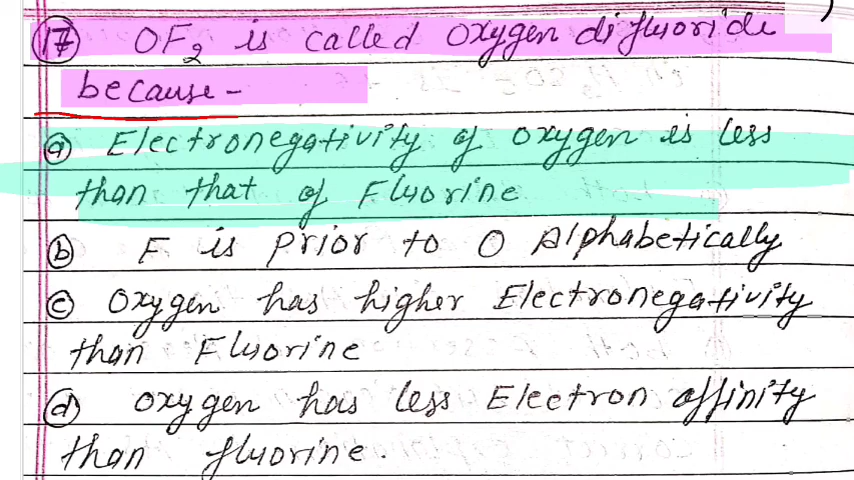 17 OF2 is called Oxygen difluoride
because-
a Electronegativity of oxygen is less
than that of Fluorine
b F is prior to O Alphabetically
c Oxygen has higher Electronegativity
than Fluorine
d oxygen has less Electron affinity
than fluorine.